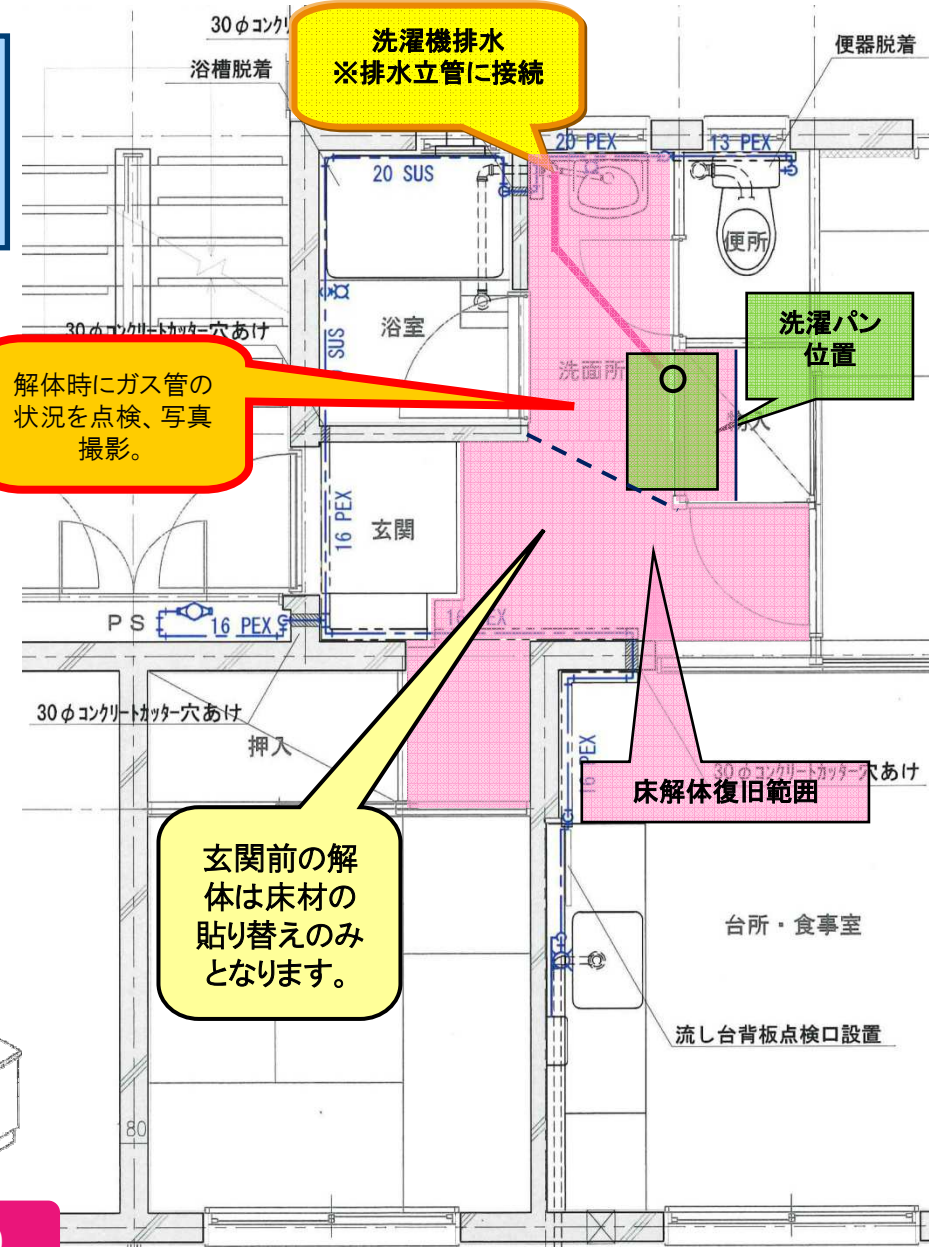 30φコンクリ
洗濯機排水
※排水立管に接続
便器脱着
浴槽脱着
20 PEX
13 PEX
20 SUS
便所
洗濯パン
位置
30φコンクリートカッター穴あけ
浴室
SUS
洗面所
解体時にガス管の
状況を点検、写真
撮影。
16 PEX
玄関
PS
16 PEX
16 PEX
30φコンクリートカッター穴あけ
押入
PEX
30φコンクリートカッター穴あけ
床解体復旧範囲
玄関前の解
体は床材の
貼り替えのみ
となります。
台所・食事室
流し台背板点検口設置
80